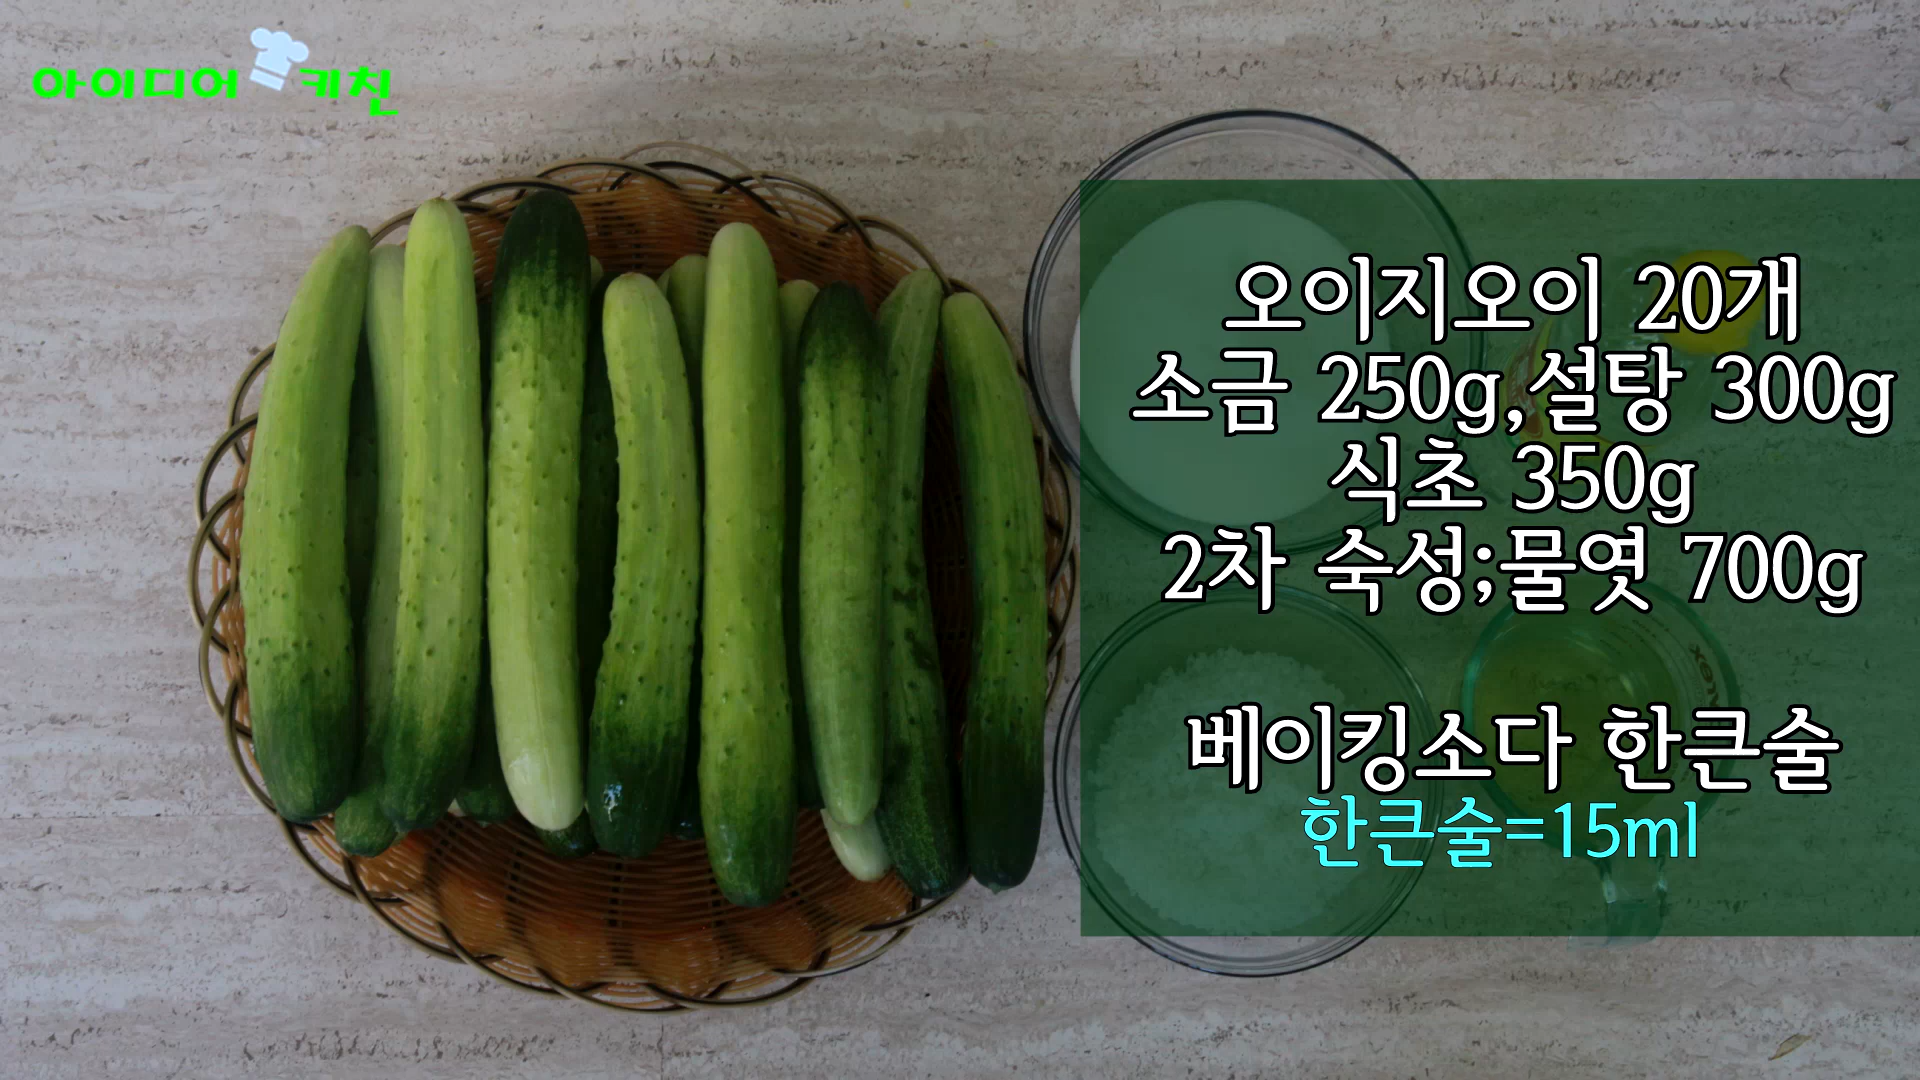 아이디어 키친
오이지오이 20개
소금 250g,설탕 300g
식초 350g
2차 숙성;물엿 700g
베이킹소다 한큰술
한큰술=15ml